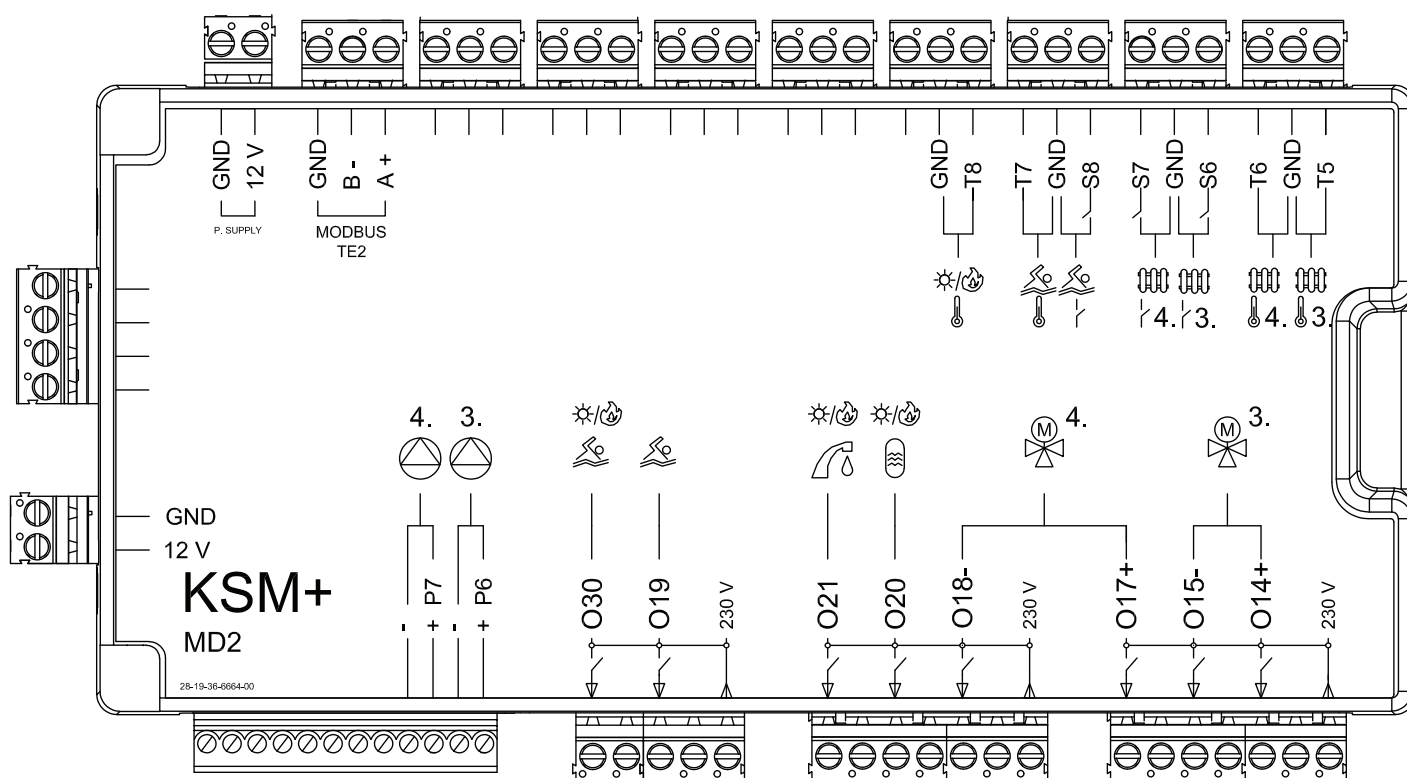 GND
12 V
P. SUPPLY
GND
B -
A +
MODBUS
TE2
GND
T8
T7
GND
S8
S7
GND
S6
T6
GND
T5
4.
3.
4.
3.
4.
3.
M
4.
M
3.
GND
12 V
KSM+
MD2
28-19-36-6664-00
-
+
P7
-
+
P6
O30
O19
230 V
O21
O20
O18-
230 V
O17+
O15-
O14+
230 V